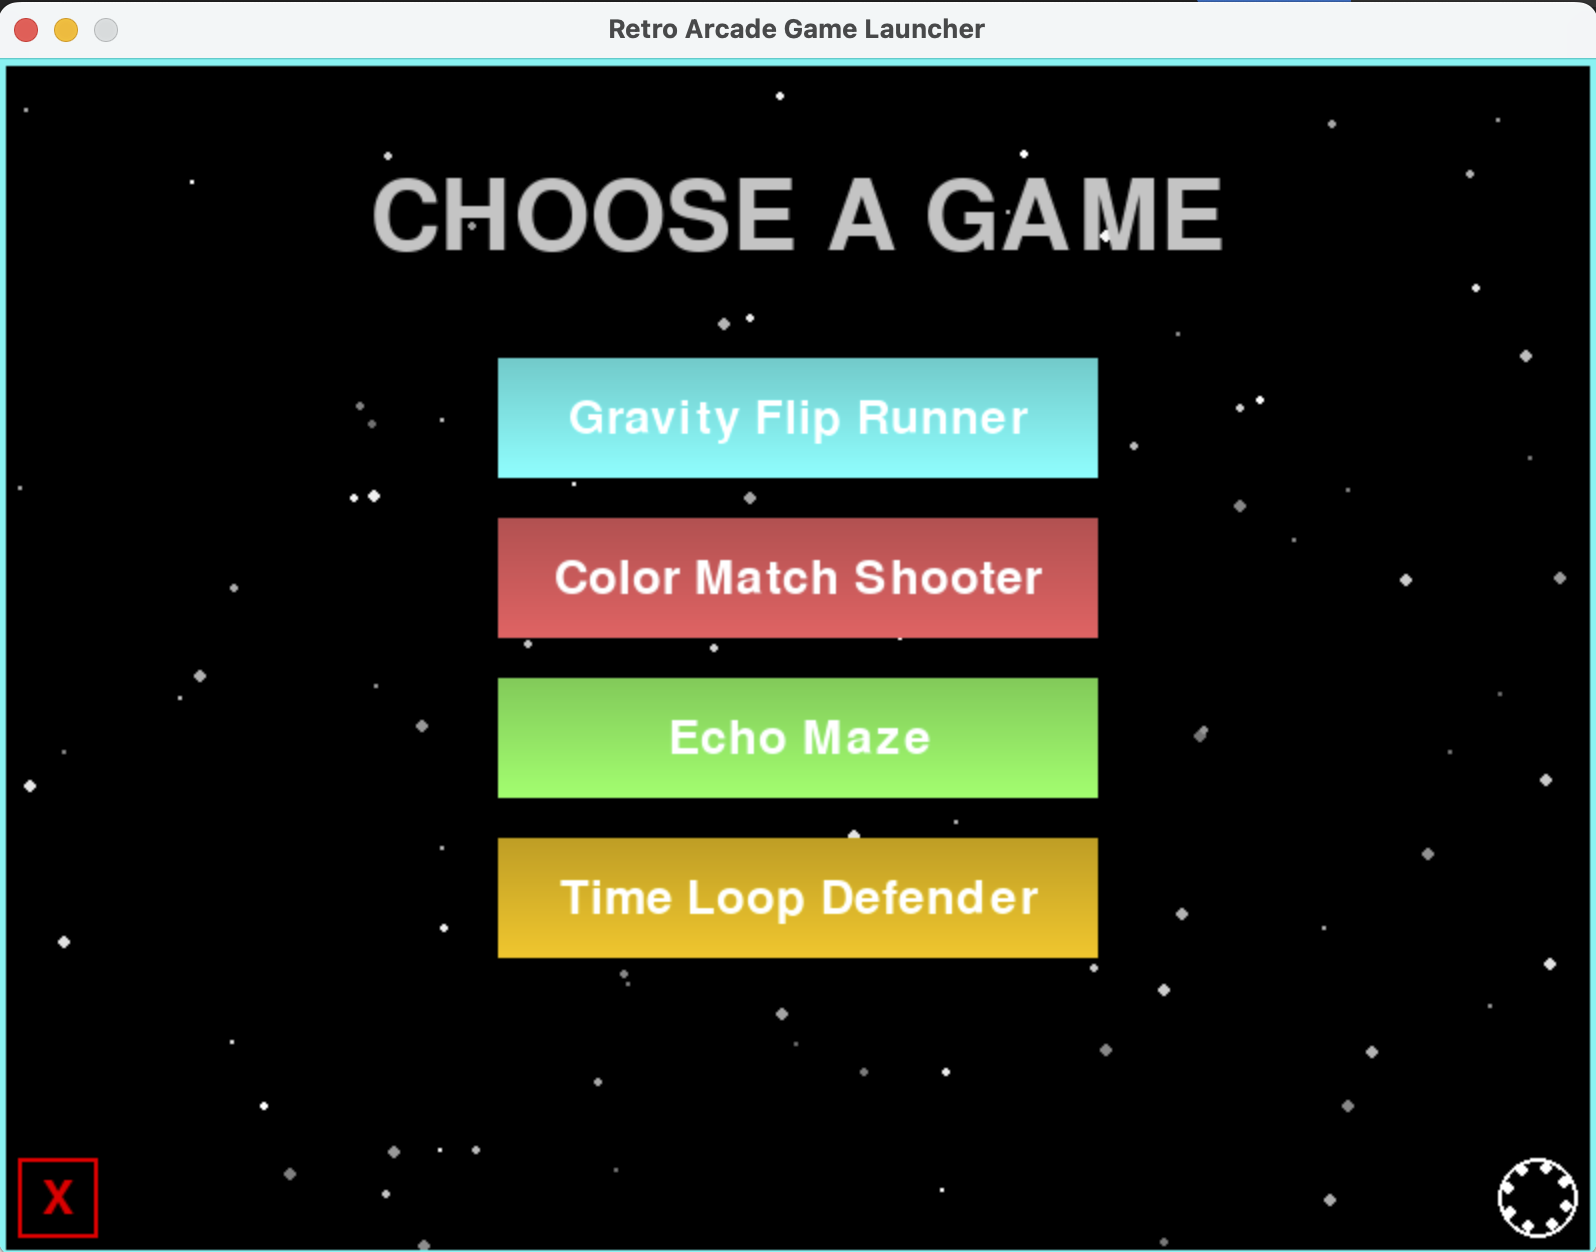 Retro Arcade Game Launcher
CHOOSE A GAME
Gravity Flip Runner
Color Match Shooter
Echo Maze
Time Loop Defender
X